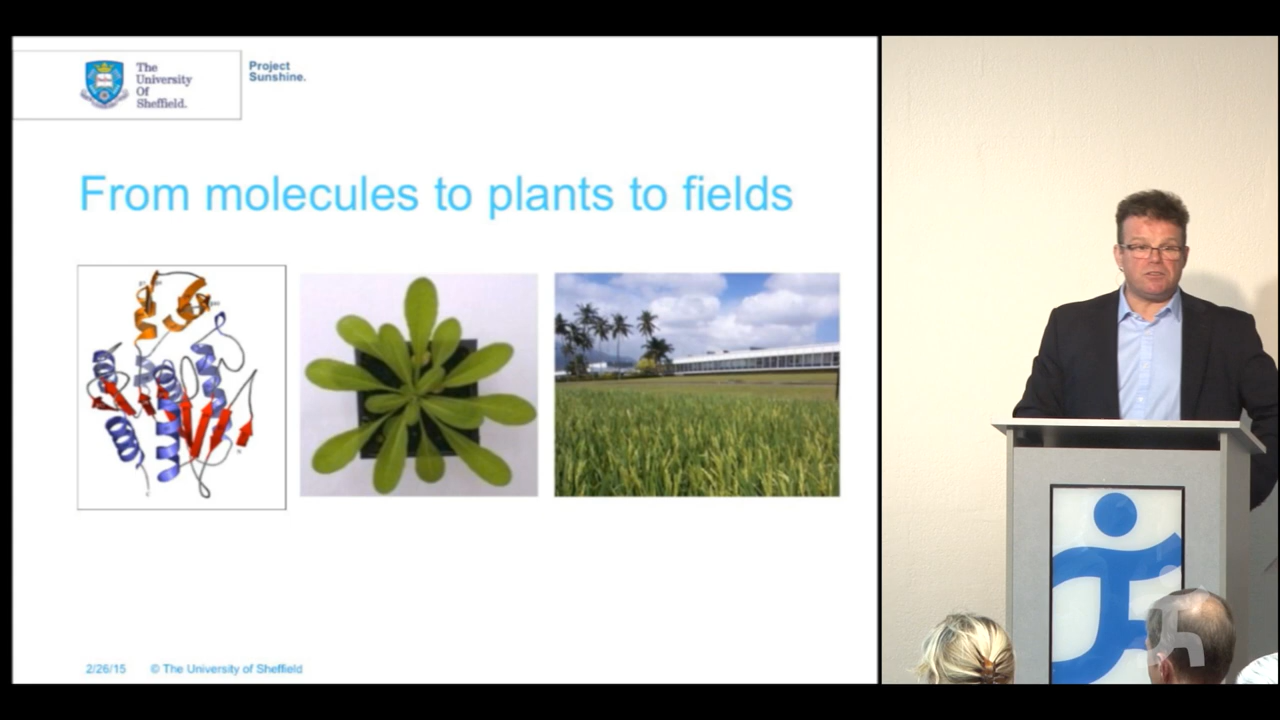 The
University
Of
Sheffield.
Project
Sunshine.
From molecules to plants to fields
2/26/15 © The University of Sheffield